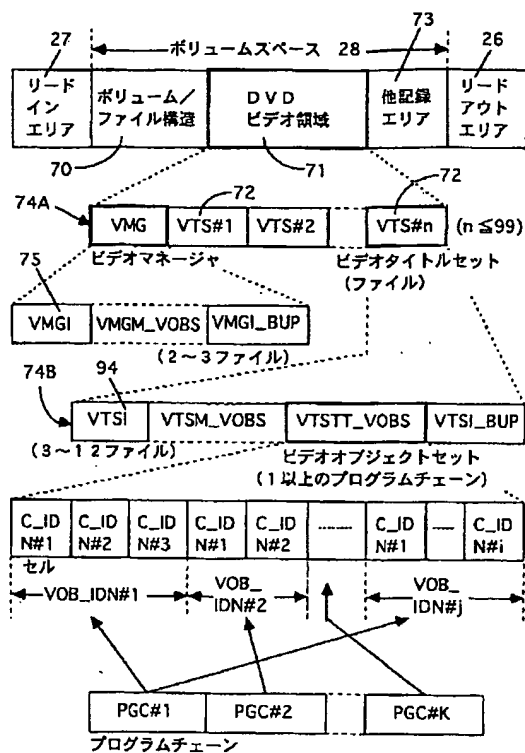 27 ボリュームスペース 28 73 26
リード
イン
エリア
ボリューム/
ファイル構造
DVD
ビデオ領域
他記録
エリア
リード
アウト
エリア
70 71
74A 72 72
VMG VTS#1 VTS#2 VTS#n (n≦99)
ビデオマネージャ
ビデオタイトルセット
(ファイル)
75
VMGI VMGM_VOBS VMGI_BUP
(2~3ファイル)
74B 94
VTSI VTSM_VOBS VTSTT_VOBS VTSI_BUP
(3~12ファイル)
ビデオオブジェクトセット
(1以上のプログラムチェーン)
C_ID
N#1
C_ID
N#2
C_ID
N#3
C_ID
N#1
C_ID
N#2
C_ID
N#1
C_ID
N#i
セル
VOB_IDN#1
VOB_
IDN#2
VOB_
IDN#j
PGC#1 PGC#2 PGC#K
プログラムチェーン